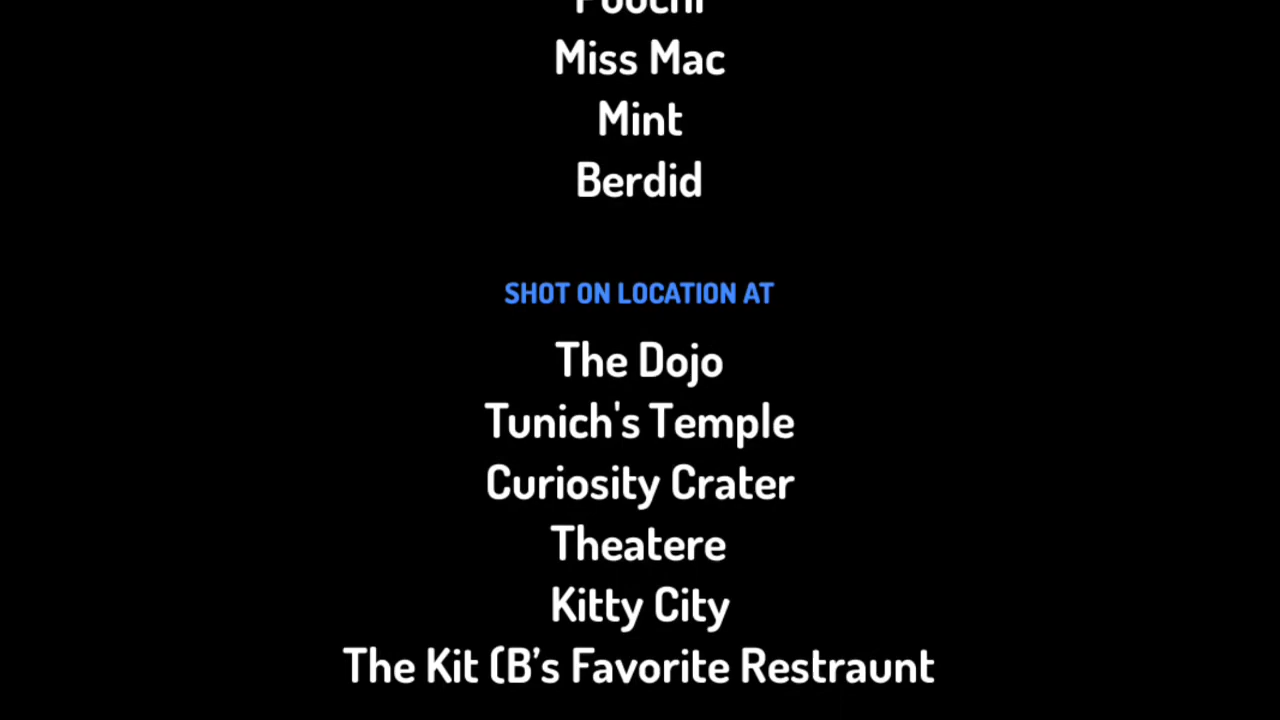 Poochi
Miss Mac
Mint
Berdid
SHOT ON LOCATION AT
The Dojo
Tunich's Temple
Curiosity Crater
Theatere
Kitty City
The Kit (B’s Favorite Restraunt